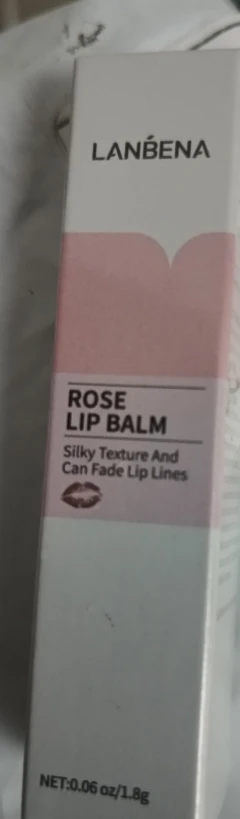 LANBENA
ROSE
LIP BALM
Silky Texture And
Can Fade Lip Lines
NET:0.06 oz/1.8g